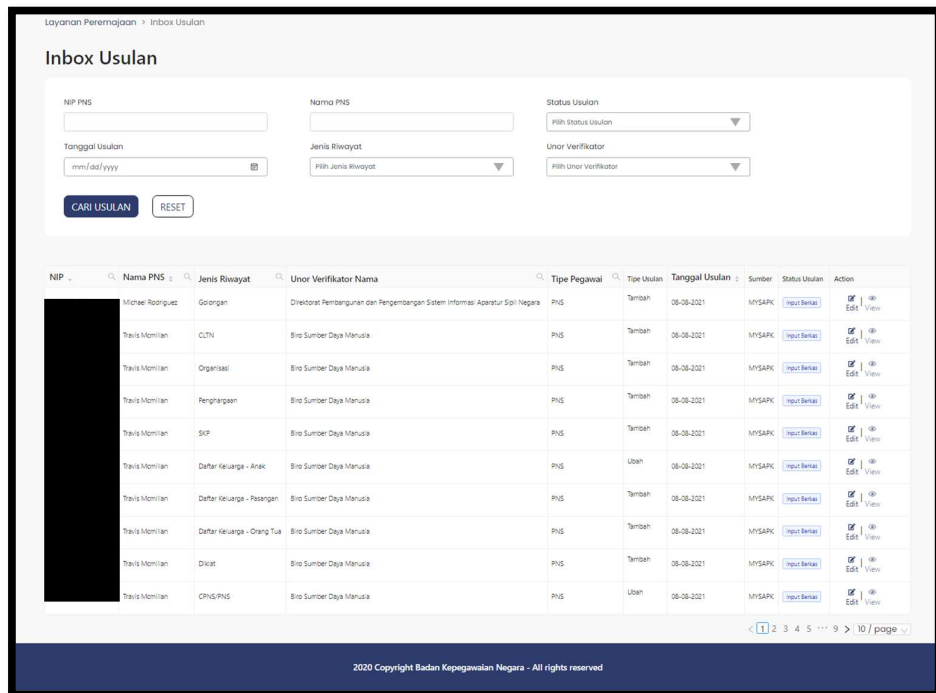 Layanan Peremajaan > Inbox Usulan
Inbox Usulan
NIP PNS Nama PNS Status Usulan
Pilih Status Usulan
Tanggal Usulan Jenis Riwayat Unor Verifikator
mm/dd/yyyy Pilih Jenis Riwayat Pilih Unor Verifikator
CARI USULAN RESET
NIP Nama PNS Jenis Riwayat Unor Verifikator Nama Tipe Pegawai Tipe Usulan Tanggal Usulan Sumber Status Usulan Action
Michael Rodriguez Golongan Direktorat Pembangunan dan Pengembangan Sistem Informasi Aparatur Sipil Negara PNS Tambah 08-08-2021 MYSAPK Input Berkas Edit | View
Travis Mcmillan CLTN Biro Sumber Daya Manusia PNS Tambah 08-08-2021 MYSAPK Input Berkas Edit | View
Travis Mcmillan Organisasi Biro Sumber Daya Manusia PNS Tambah 08-08-2021 MYSAPK Input Berkas Edit | View
Travis Mcmillan Penghargaan Biro Sumber Daya Manusia PNS Tambah 08-08-2021 MYSAPK Input Berkas Edit | View
Travis Mcmillan SKP Biro Sumber Daya Manusia PNS Tambah 08-08-2021 MYSAPK Input Berkas Edit | View
Travis Mcmillan Daftar Keluarga - Anak Biro Sumber Daya Manusia PNS Ubah 08-08-2021 MYSAPK Input Berkas Edit | View
Travis Mcmillan Daftar Keluarga - Pasangan Biro Sumber Daya Manusia PNS Tambah 08-08-2021 MYSAPK Input Berkas Edit | View
Travis Mcmillan Daftar Keluarga - Orang Tua Biro Sumber Daya Manusia PNS Tambah 08-08-2021 MYSAPK Input Berkas Edit | View
Travis Mcmillan Diklat Biro Sumber Daya Manusia PNS Tambah 08-08-2021 MYSAPK Input Berkas Edit | View
Travis Mcmillan CPNS/PNS Biro Sumber Daya Manusia PNS Ubah 08-08-2021 MYSAPK Input Berkas Edit | View
< 1 2 3 4 5 ••• 9 > 10 / page
2020 Copyright Badan Kepegawaian Negara - All rights reserved